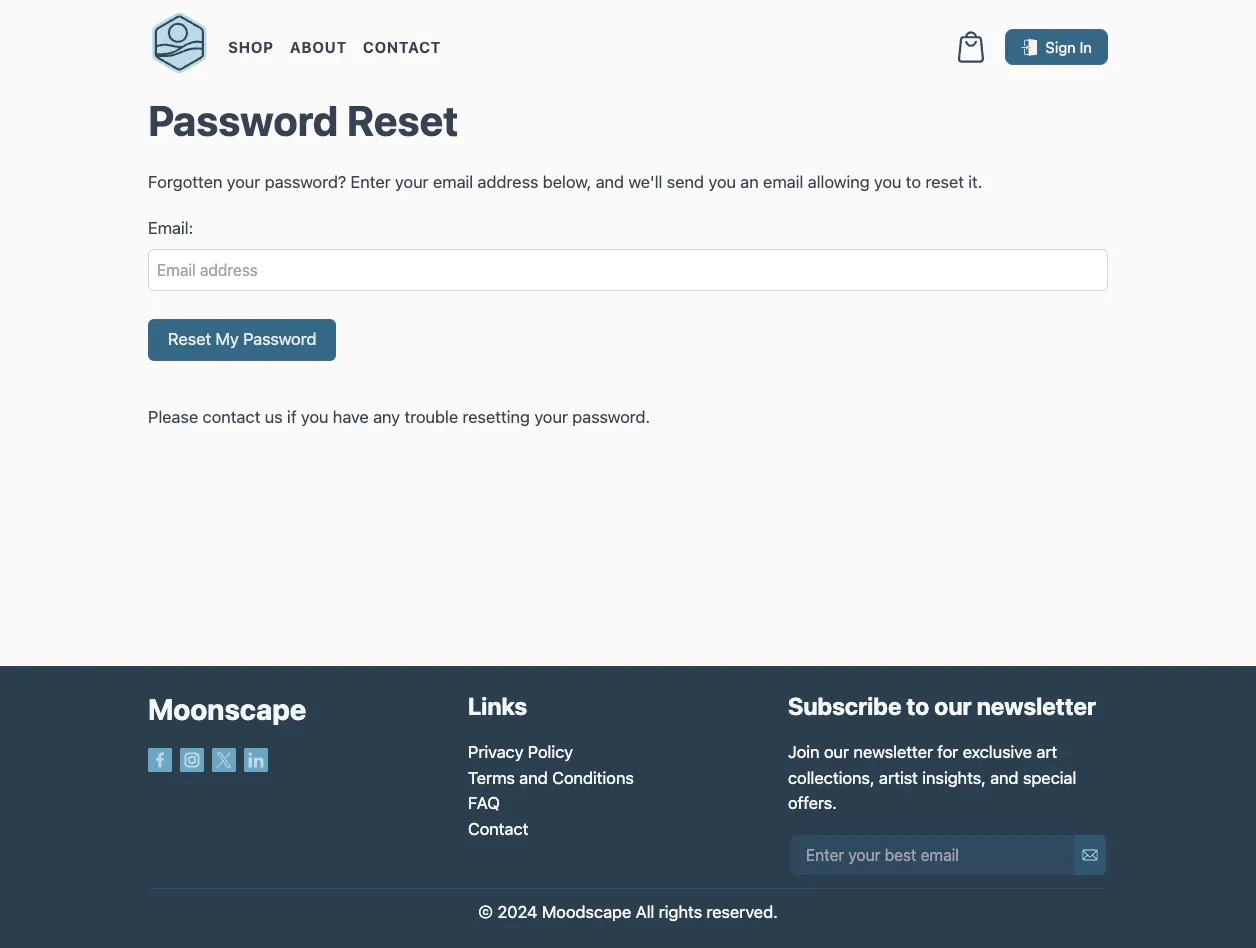 SHOP ABOUT CONTACT
Sign In
Password Reset
Forgotten your password? Enter your email address below, and we'll send you an email allowing you to reset it.
Email:
Email address
Reset My Password
Please contact us if you have any trouble resetting your password.
Moonscape
Links
Privacy Policy
Terms and Conditions
FAQ
Contact
Subscribe to our newsletter
Join our newsletter for exclusive art
collections, artist insights, and special
offers.
Enter your best email
© 2024 Moodscape All rights reserved.